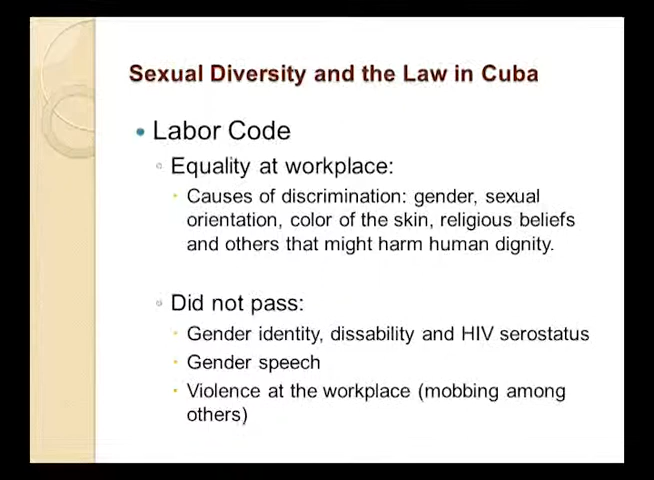 Sexual Diversity and the Law in Cuba
• Labor Code
◦ Equality at workplace:
• Causes of discrimination: gender, sexual
orientation, color of the skin, religious beliefs
and others that might harm human dignity.
◦ Did not pass:
• Gender identity, dissability and HIV serostatus
• Gender speech
• Violence at the workplace (mobbing among
others)